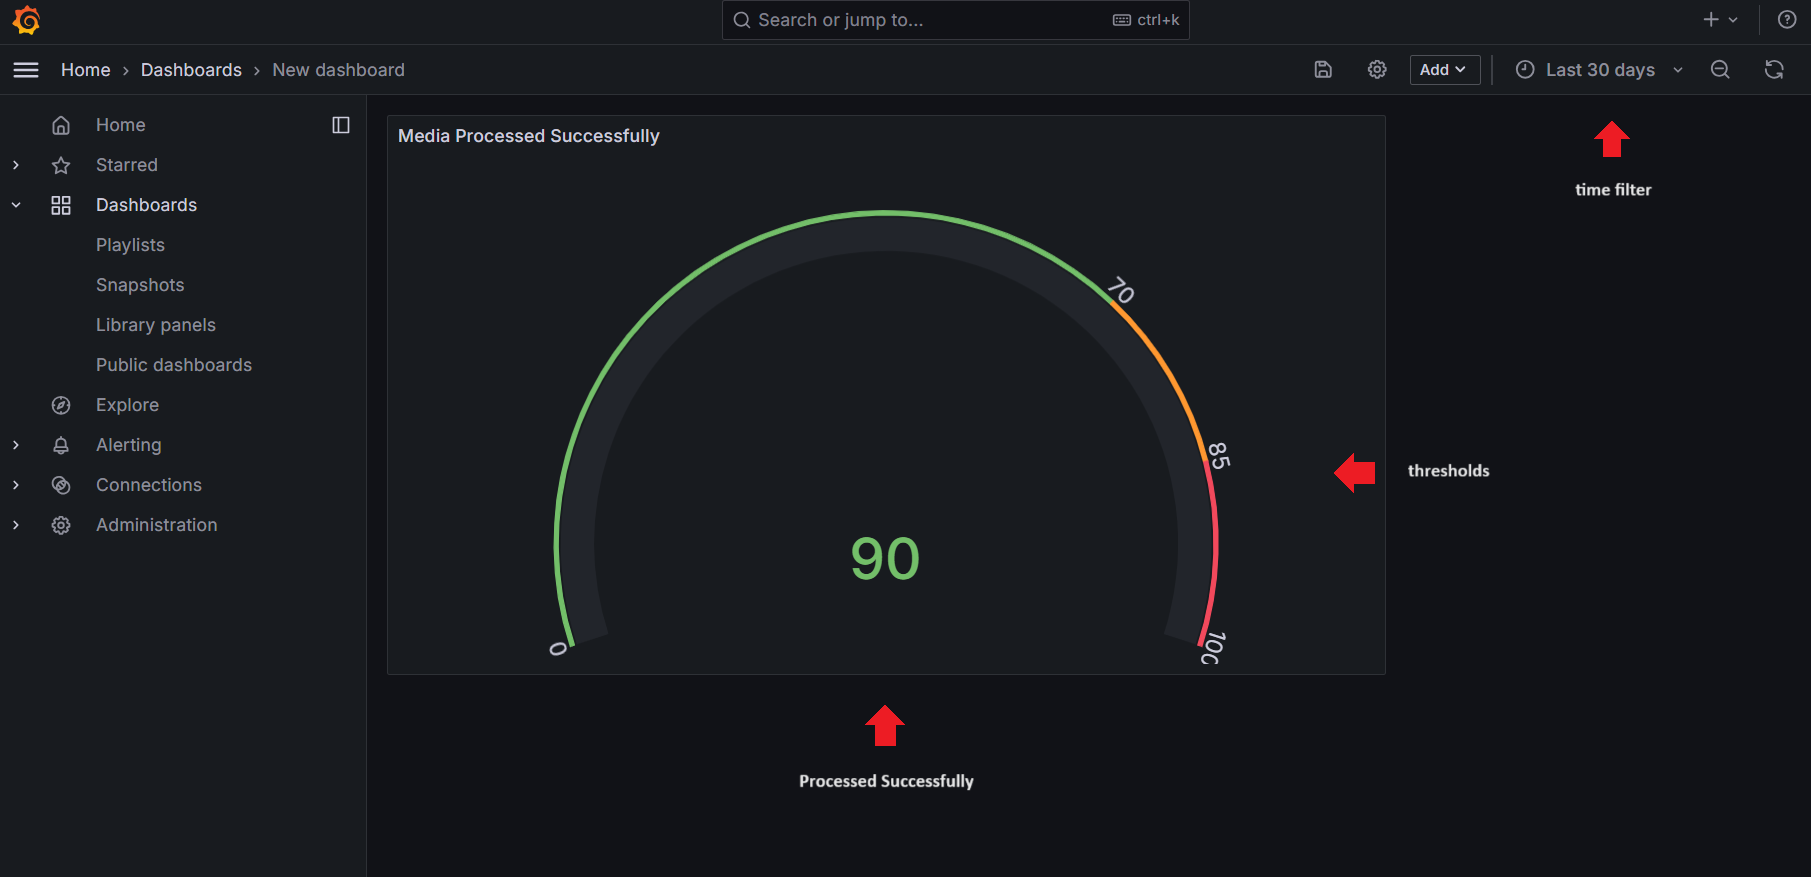 Search or jump to...
ctrl+k
Home
Dashboards
New dashboard
Add
Last 30 days
Home
Starred
Dashboards
Playlists
Snapshots
Library panels
Public dashboards
Explore
Alerting
Connections
Administration
Media Processed Successfully
70
85
90
0
100
time filter
thresholds
Processed Successfully